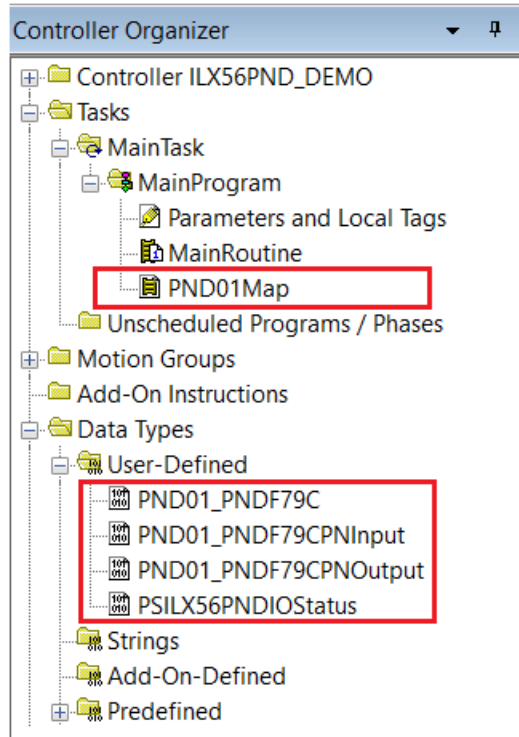 Controller Organizer
Controller ILX56PND_DEMO
Tasks
MainTask
MainProgram
Parameters and Local Tags
MainRoutine
PND01Map
Unscheduled Programs / Phases
Motion Groups
Add-On Instructions
Data Types
User-Defined
PND01_PNDF79C
PND01_PNDF79CPNInput
PND01_PNDF79CPNOutput
PSILX56PNDIOStatus
Strings
Add-On-Defined
Predefined